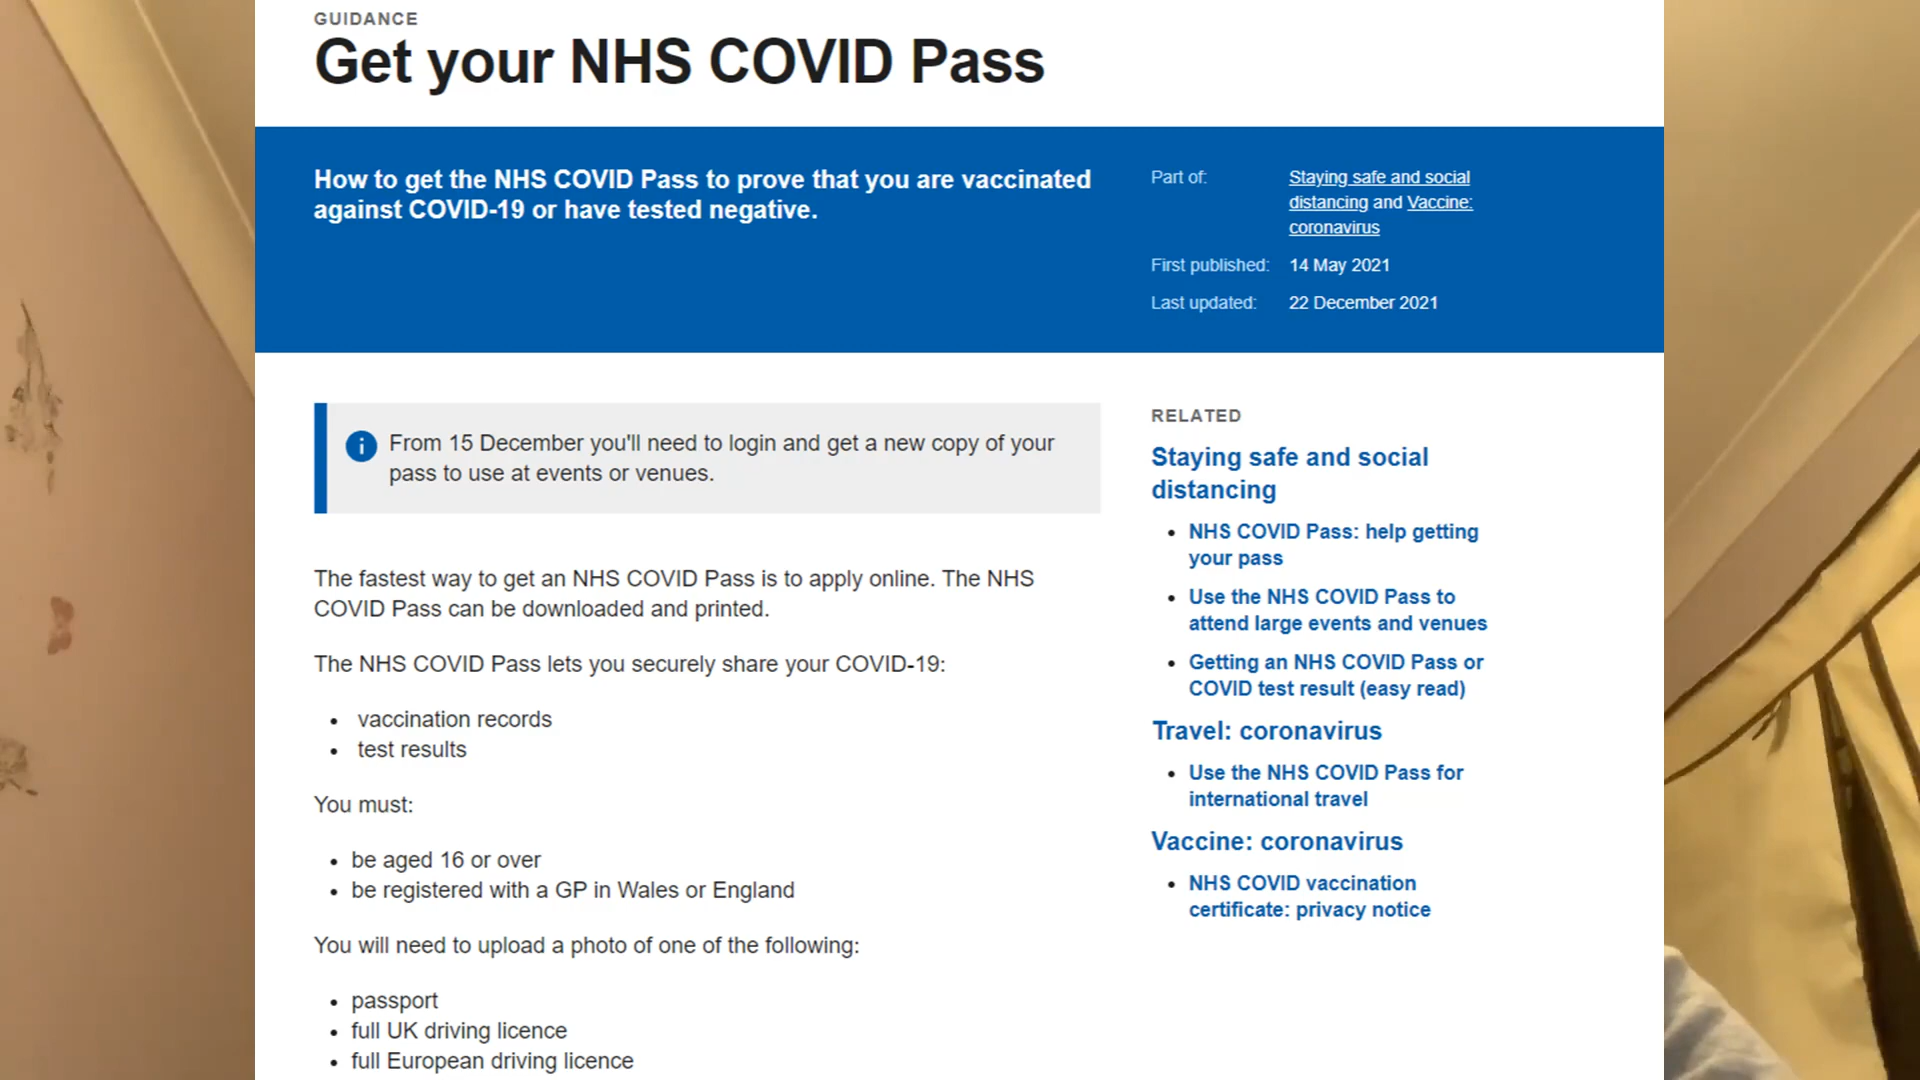 GUIDANCE
Get your NHS COVID Pass
How to get the NHS COVID Pass to prove that you are vaccinated
against COVID-19 or have tested negative.
Part of:
Staying safe and social
distancing and Vaccine:
coronavirus
First published: 14 May 2021
Last updated: 22 December 2021
From 15 December you'll need to login and get a new copy of your
pass to use at events or venues.
The fastest way to get an NHS COVID Pass is to apply online. The NHS
COVID Pass can be downloaded and printed.
The NHS COVID Pass lets you securely share your COVID-19:
• vaccination records
• test results
You must:
• be aged 16 or over
• be registered with a GP in Wales or England
You will need to upload a photo of one of the following:
• passport
• full UK driving licence
• full European driving licence
RELATED
Staying safe and social
distancing
• NHS COVID Pass: help getting
your pass
• Use the NHS COVID Pass to
attend large events and venues
• Getting an NHS COVID Pass or
COVID test result (easy read)
Travel: coronavirus
• Use the NHS COVID Pass for
international travel
Vaccine: coronavirus
• NHS COVID vaccination
certificate: privacy notice